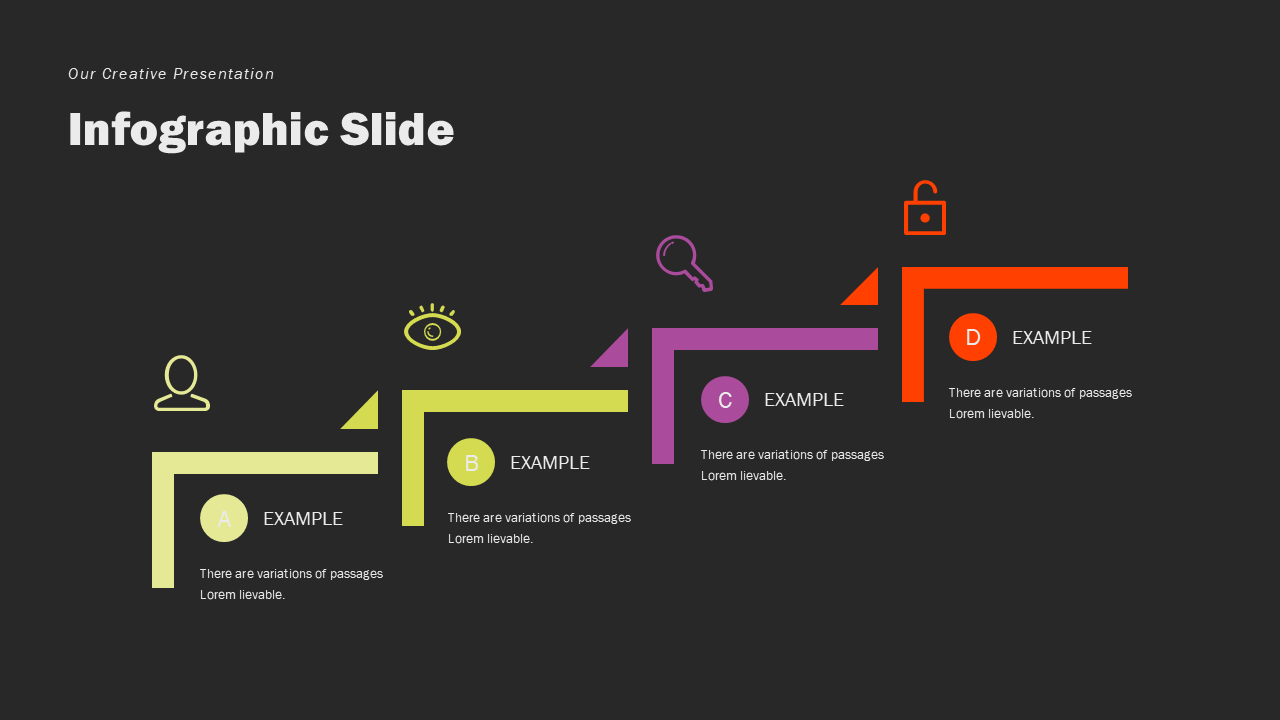 Our Creative Presentation
Infographic Slide
A
EXAMPLE
There are variations of passages
Lorem lievable.
B
EXAMPLE
There are variations of passages
Lorem lievable.
C
EXAMPLE
There are variations of passages
Lorem lievable.
D
EXAMPLE
There are variations of passages
Lorem lievable.